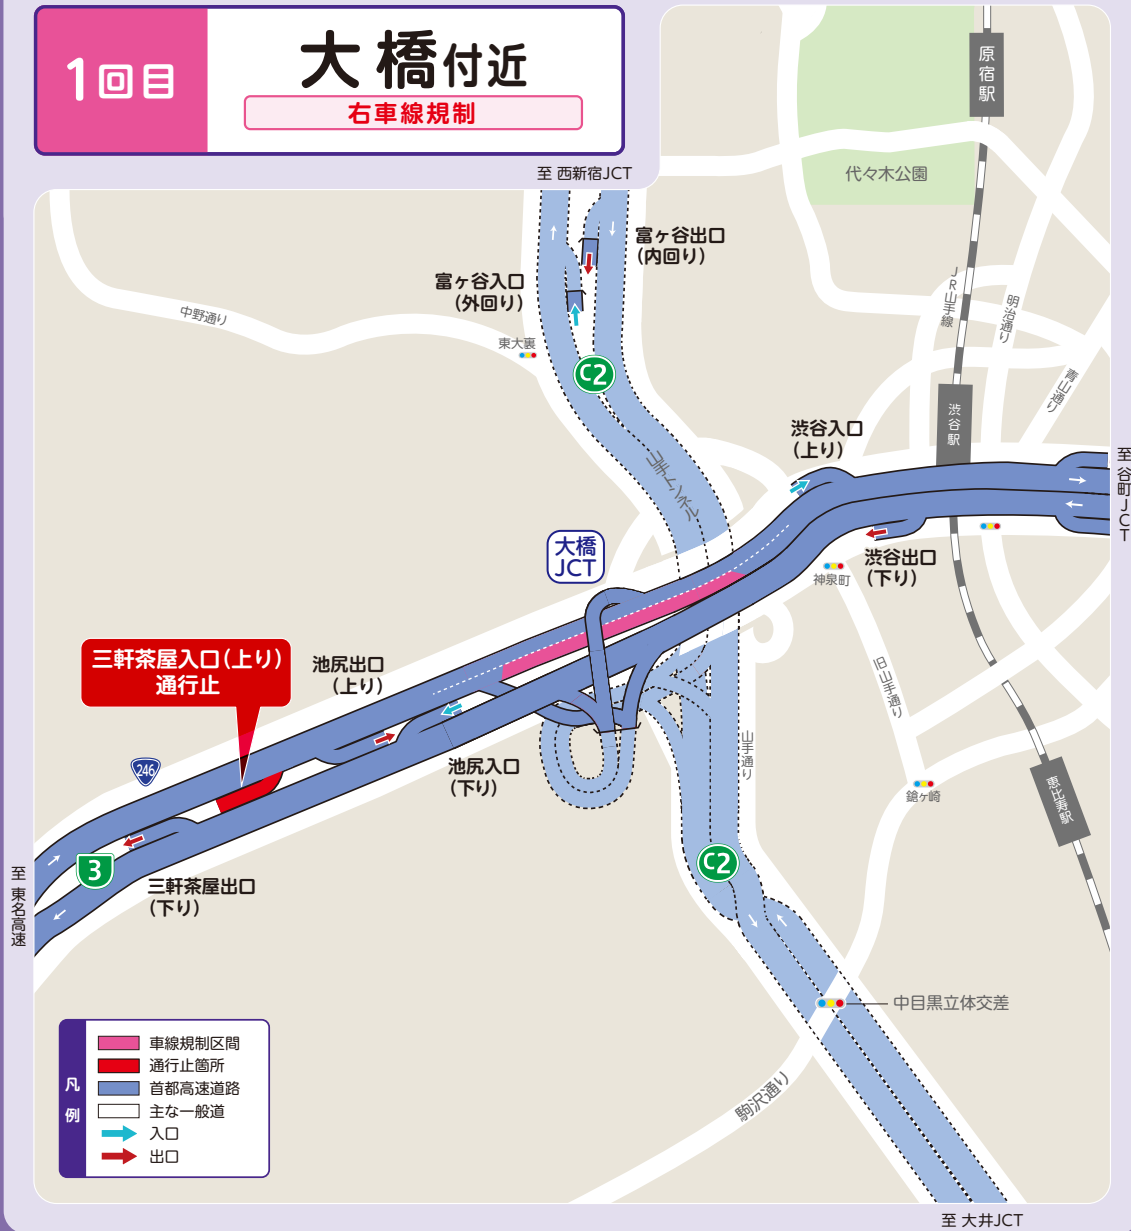 1回目
大橋付近
右車線規制
至 西新宿JCT
原宿駅
代々木公園
富ヶ谷出口
(内回り)
富ヶ谷入口
(外回り)
中野通り
東大裏
JR山手線
明治通り
青山通り
C2
渋谷駅
渋谷入口
(上り)
至 谷町JCT
山手トンネル
大橋
JCT
渋谷出口
(下り)
神泉町
三軒茶屋入口(上り)
通行止
池尻出口
(上り)
旧山手通り
246
池尻入口
(下り)
山手通り
鎗ヶ崎
恵比寿駅
3
C2
至 東名高速
三軒茶屋出口
(下り)
中目黒立体交差
駒沢通り
凡例
車線規制区間
通行止箇所
首都高速道路
主な一般道
入口
出口
至 大井JCT